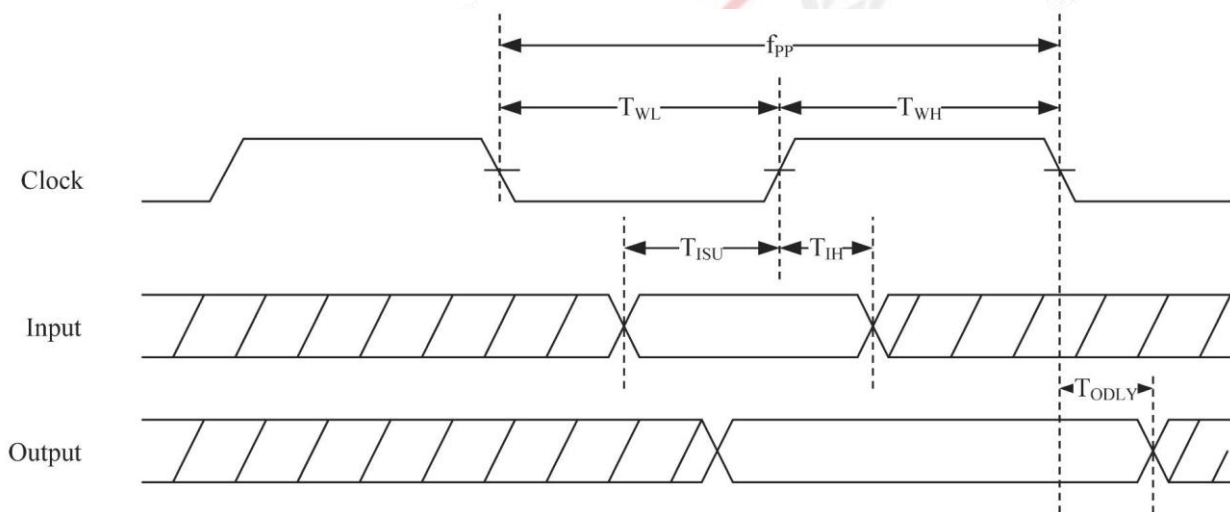 fPP
TWL TWH
Clock
TISU TIH
Input
TODLY
Output